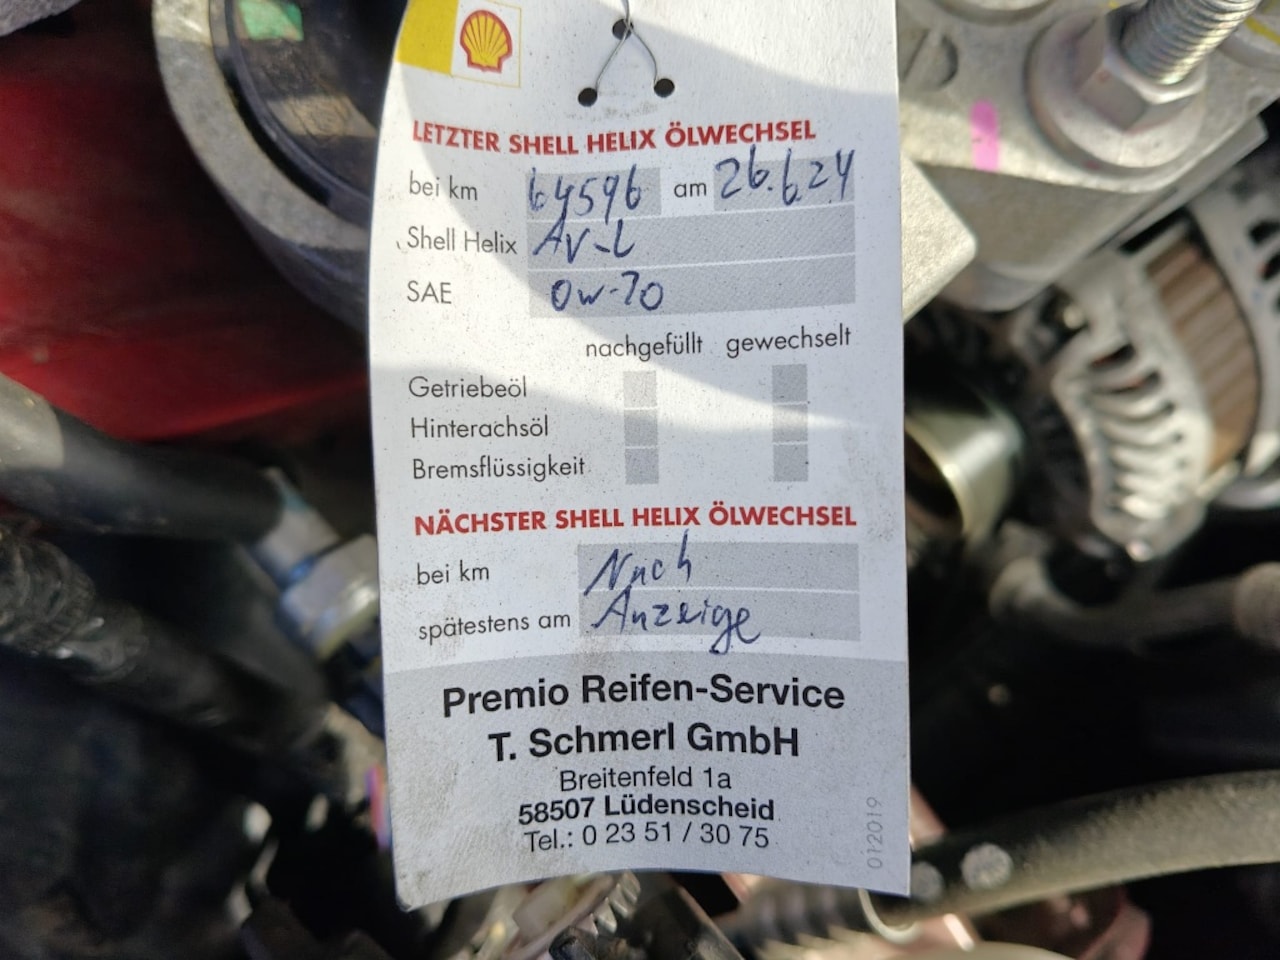 LETZTER SHELL HELIX ÖLWECHSEL
bei km 64596 am 26.6.24
Shell Helix AV-L
SAE 0W-20
nachgefüllt gewechselt
Getriebeöl
Hinterachsöl
Bremsflüssigkeit
NÄCHSTER SHELL HELIX ÖLWECHSEL
bei km Nach
spätestens am Anzeige
Premio Reifen-Service
T. Schmerl GmbH
Breitenfeld 1a
58507 Lüdenscheid
Tel.: 0 23 51 / 30 75
012019